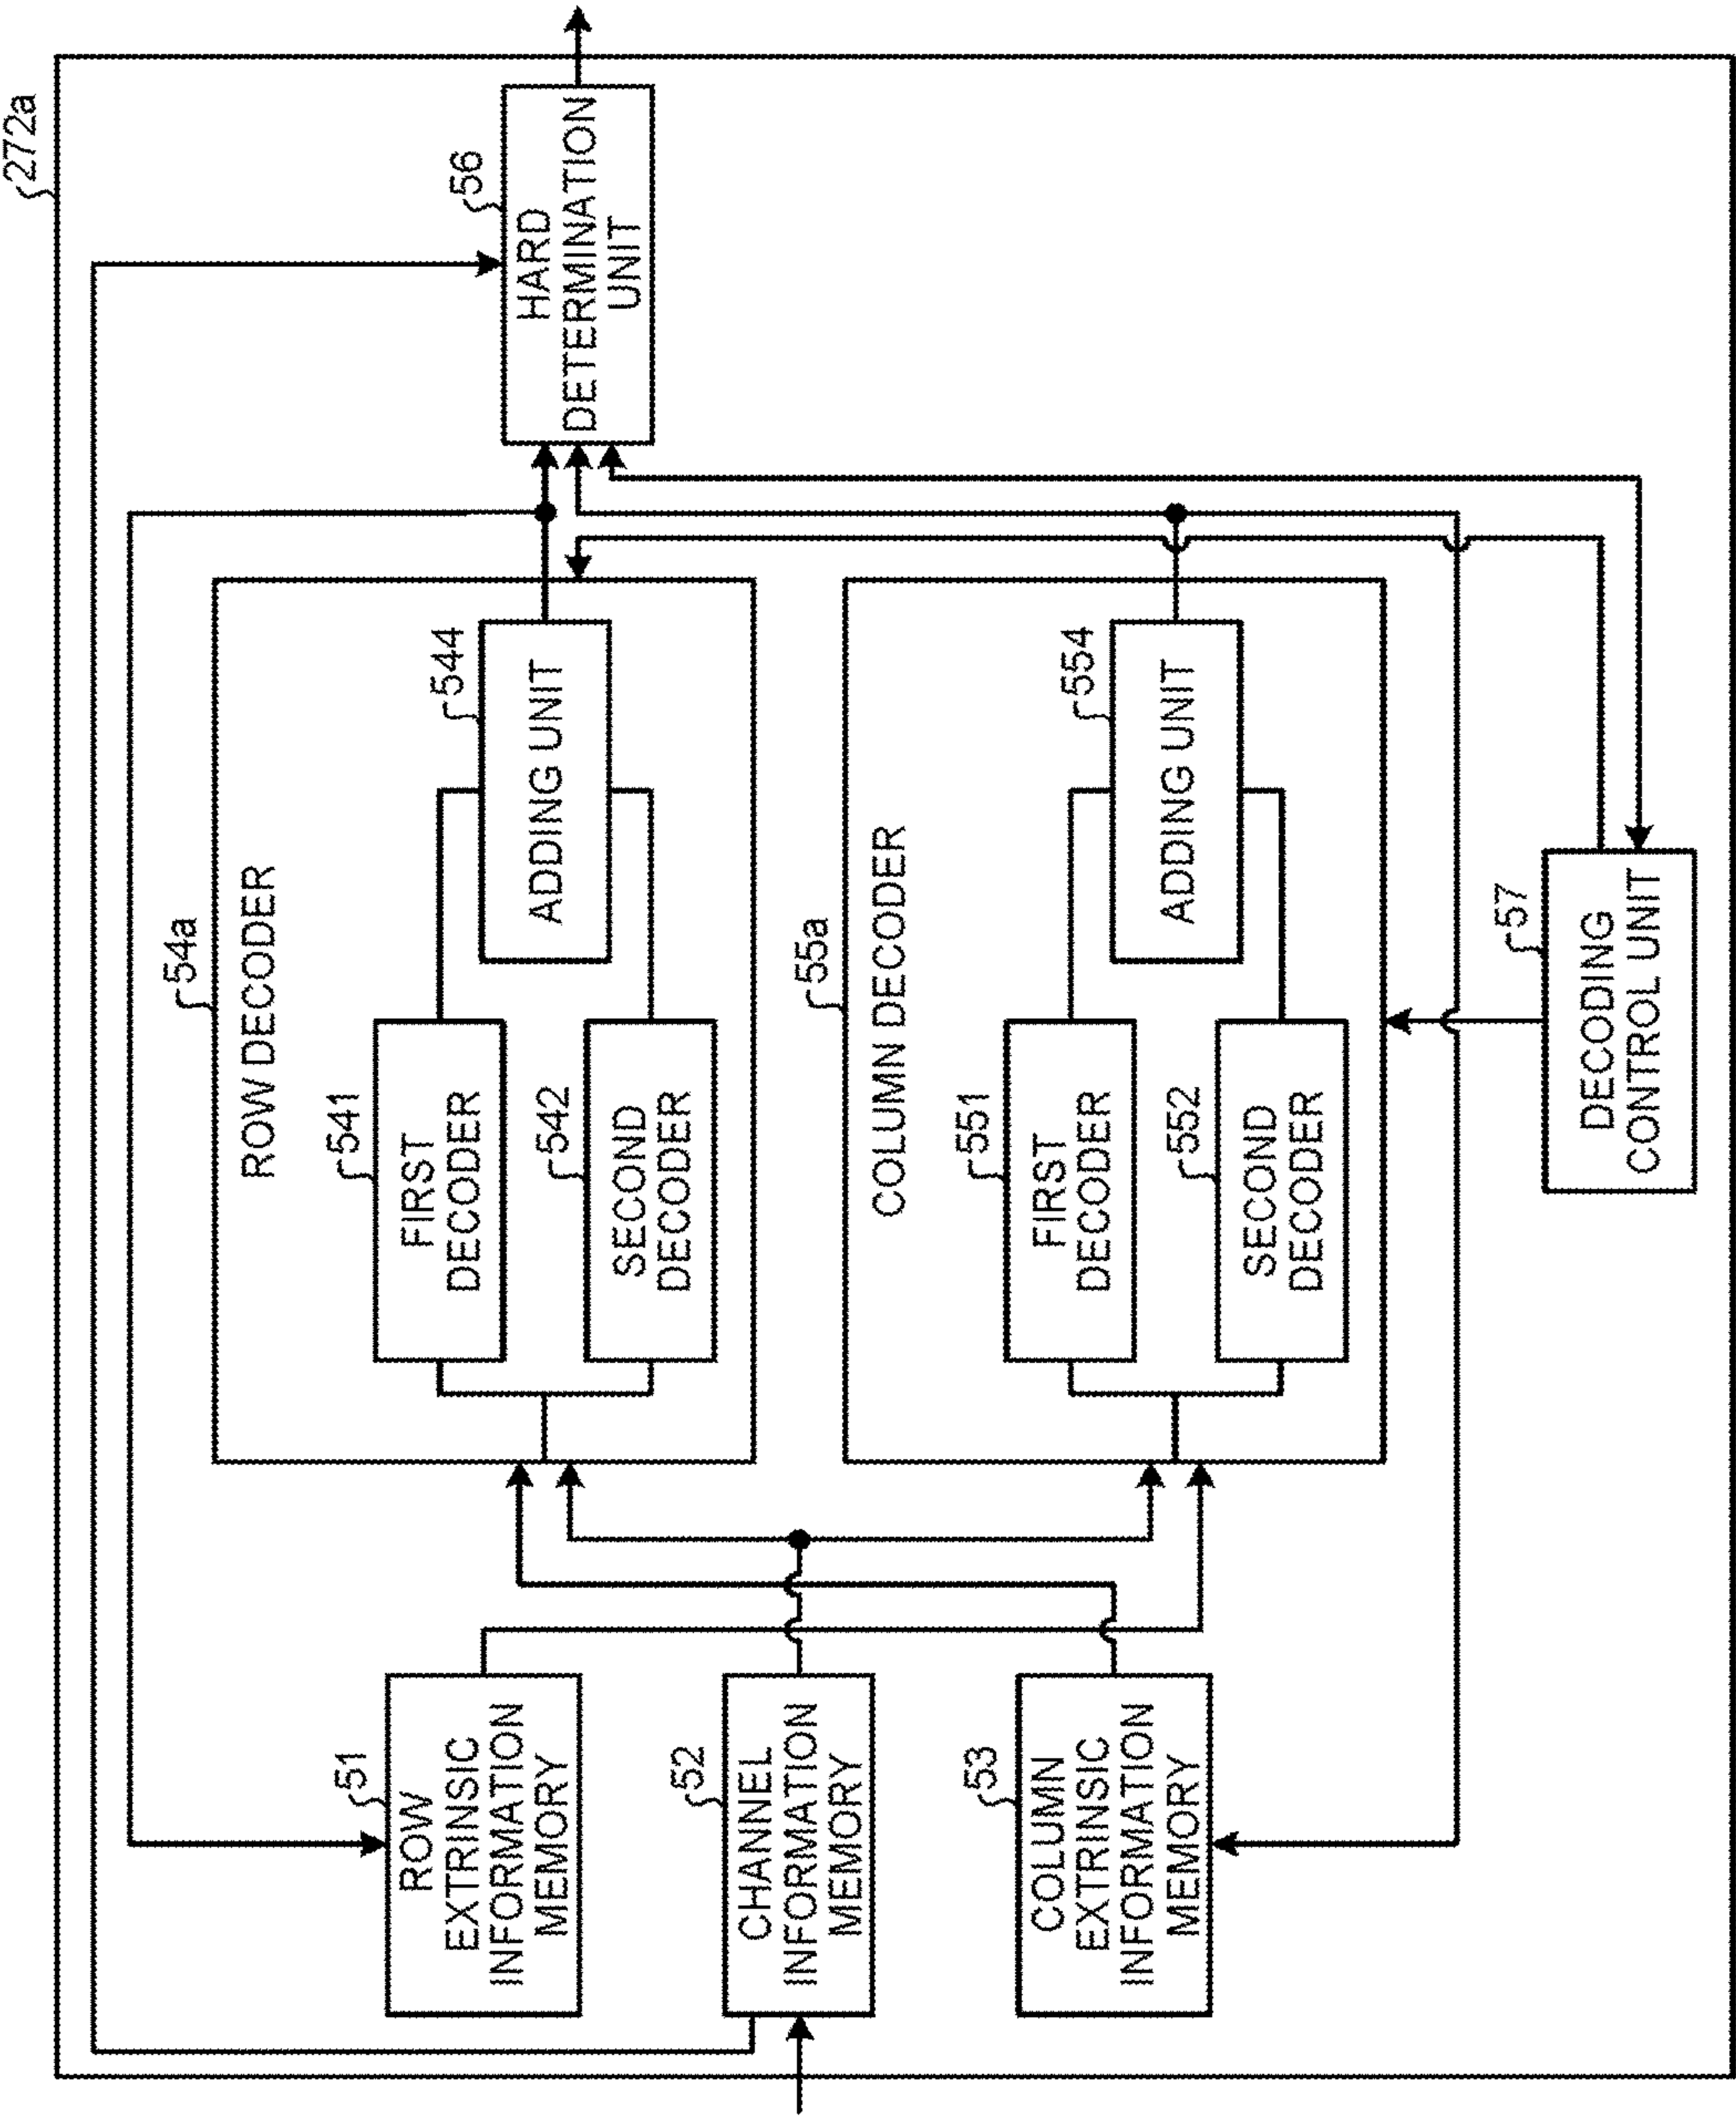 272a
51
ROW
EXTRINSIC
INFORMATION
MEMORY
52
CHANNEL
INFORMATION
MEMORY
53
COLUMN
EXTRINSIC
INFORMATION
MEMORY
54a
ROW DECODER
541
FIRST
DECODER
542
SECOND
DECODER
544
ADDING UNIT
55a
COLUMN DECODER
551
FIRST
DECODER
552
SECOND
DECODER
554
ADDING UNIT
56
HARD
DETERMINATION
UNIT
57
DECODING
CONTROL UNIT